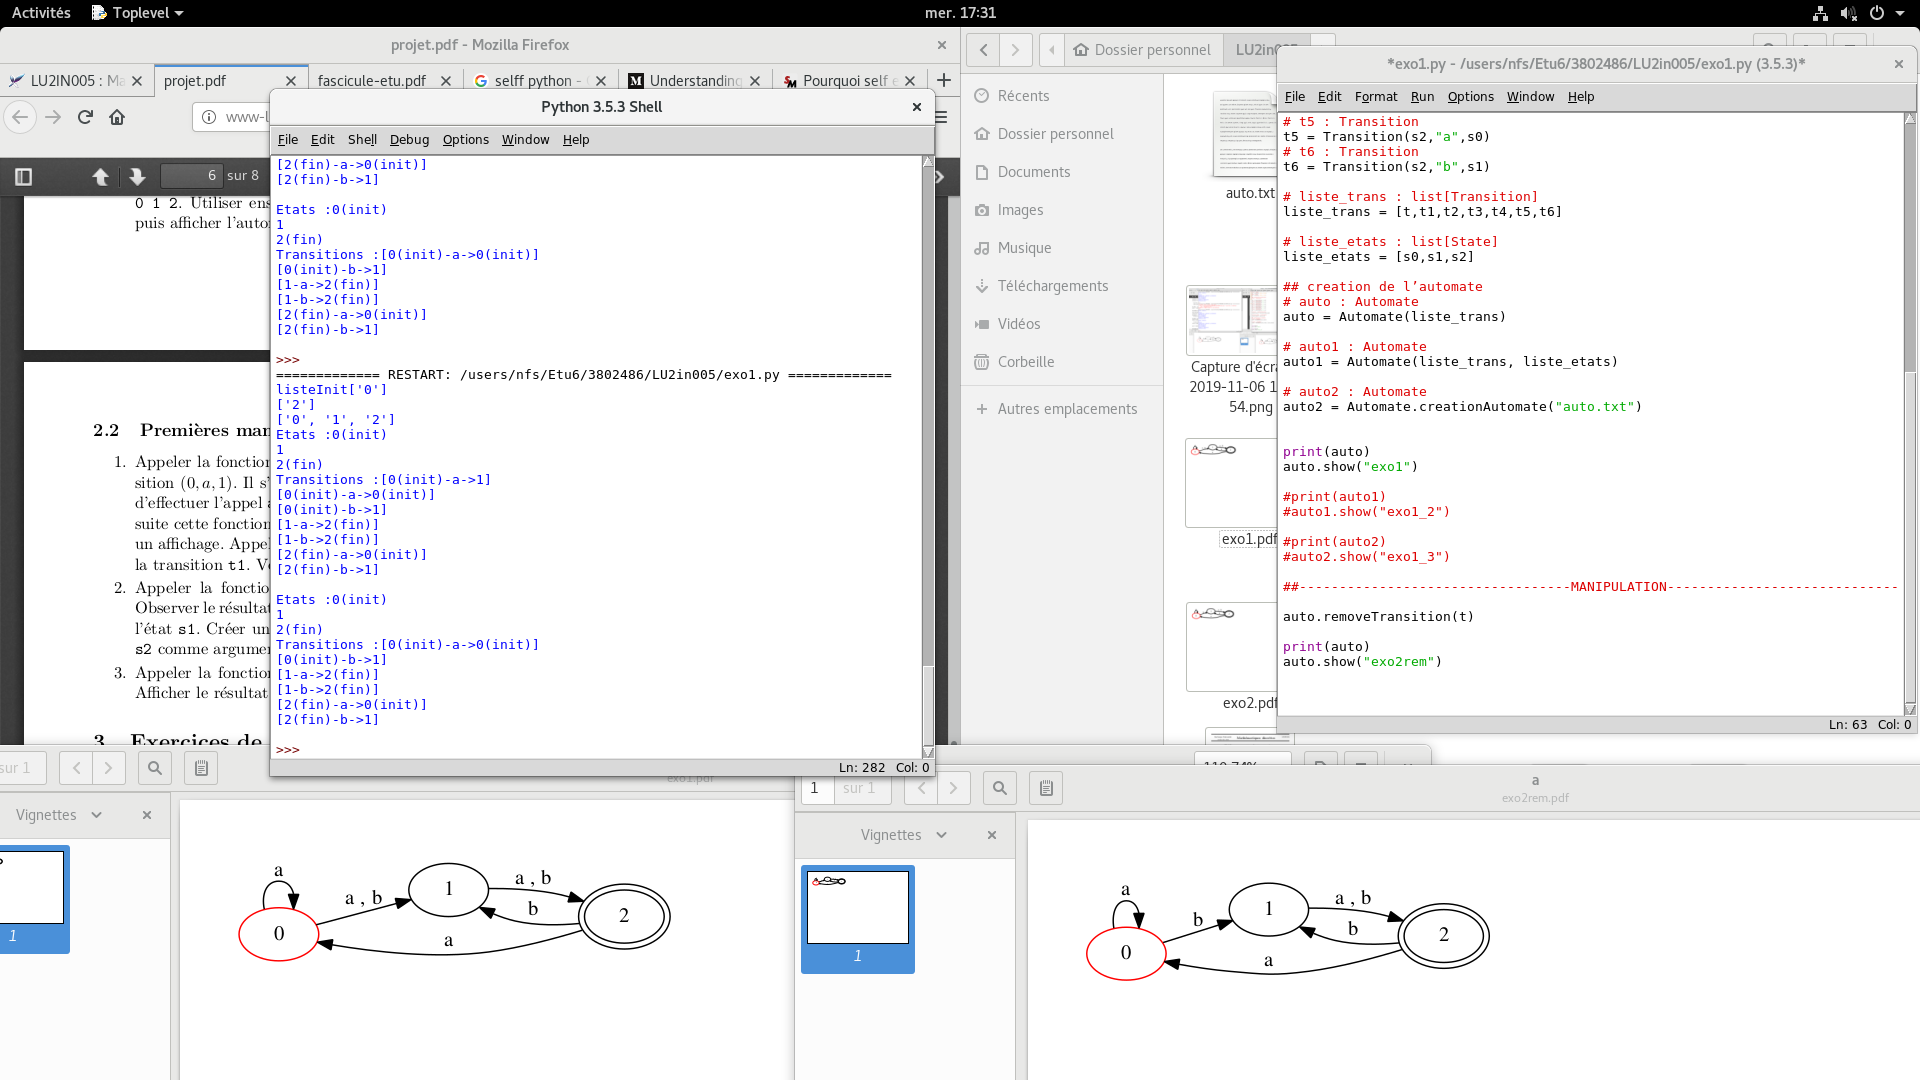 Activités
Toplevel
mer. 17:31
projet.pdf - Mozilla Firefox
LU2IN005 : Ma
projet.pdf
fascicule-etu.pdf
selff python -
Understanding
Pourquoi self e
www-l
6 sur 8
0 1 2. Utiliser ens
puis afficher l'auto
2.2 Premières man
1. Appeler la fonction
sition (0, a, 1). Il s'
d'effectuer l'appel
suite cette fonction
un affichage. Appel
la transition t1. Ve
2. Appeler la fonctio
Observer le résultat
l'état s1. Créer un
s2 comme argumen
3. Appeler la fonction
Afficher le résultat
3 Exercices de
Python 3.5.3 Shell
File Edit Shell Debug Options Window Help
[2(fin)-a->0(init)]
[2(fin)-b->1]
Etats :0(init)
1
2(fin)
Transitions :[0(init)-a->0(init)]
[0(init)-b->1]
[1-a->2(fin)]
[1-b->2(fin)]
[2(fin)-a->0(init)]
[2(fin)-b->1]
>>>
============= RESTART: /users/nfs/Etu6/3802486/LU2in005/exo1.py =============
listeInit['0']
['2']
['0', '1', '2']
Etats :0(init)
1
2(fin)
Transitions :[0(init)-a->1]
[0(init)-a->0(init)]
[0(init)-b->1]
[1-a->2(fin)]
[1-b->2(fin)]
[2(fin)-a->0(init)]
[2(fin)-b->1]
Etats :0(init)
1
2(fin)
Transitions :[0(init)-a->0(init)]
[0(init)-b->1]
[1-a->2(fin)]
[1-b->2(fin)]
[2(fin)-a->0(init)]
[2(fin)-b->1]
>>>
Ln: 282 Col: 0
Dossier personnel
LU2in005
Récents
Dossier personnel
Documents
Images
Musique
Téléchargements
Vidéos
Corbeille
Autres emplacements
auto.txt
Capture d'écra
2019-11-06 1
54.png
exo1.pdf
exo2.pdf
*exo1.py - /users/nfs/Etu6/3802486/LU2in005/exo1.py (3.5.3)*
File Edit Format Run Options Window Help
# t5 : Transition
t5 = Transition(s2,"a",s0)
# t6 : Transition
t6 = Transition(s2,"b",s1)
# liste_trans : list[Transition]
liste_trans = [t,t1,t2,t3,t4,t5,t6]
# liste_etats : list[State]
liste_etats = [s0,s1,s2]
## creation de l'automate
# auto : Automate
auto = Automate(liste_trans)
# auto1 : Automate
auto1 = Automate(liste_trans, liste_etats)
# auto2 : Automate
auto2 = Automate.creationAutomate("auto.txt")
print(auto)
auto.show("exo1")
#print(auto1)
#auto1.show("exo1_2")
#print(auto2)
#auto2.show("exo1_3")
##----------------------------------MANIPULATION-----------------------------
auto.removeTransition(t)
print(auto)
auto.show("exo2rem")
Ln: 63 Col: 0
sur 1
exo1.pdf
Vignettes
1
a
a , b
1
a , b
b
2
0
a
110,74%
1 sur 1
a
exo2rem.pdf
Vignettes
1
a
b
1
a , b
b
2
0
a